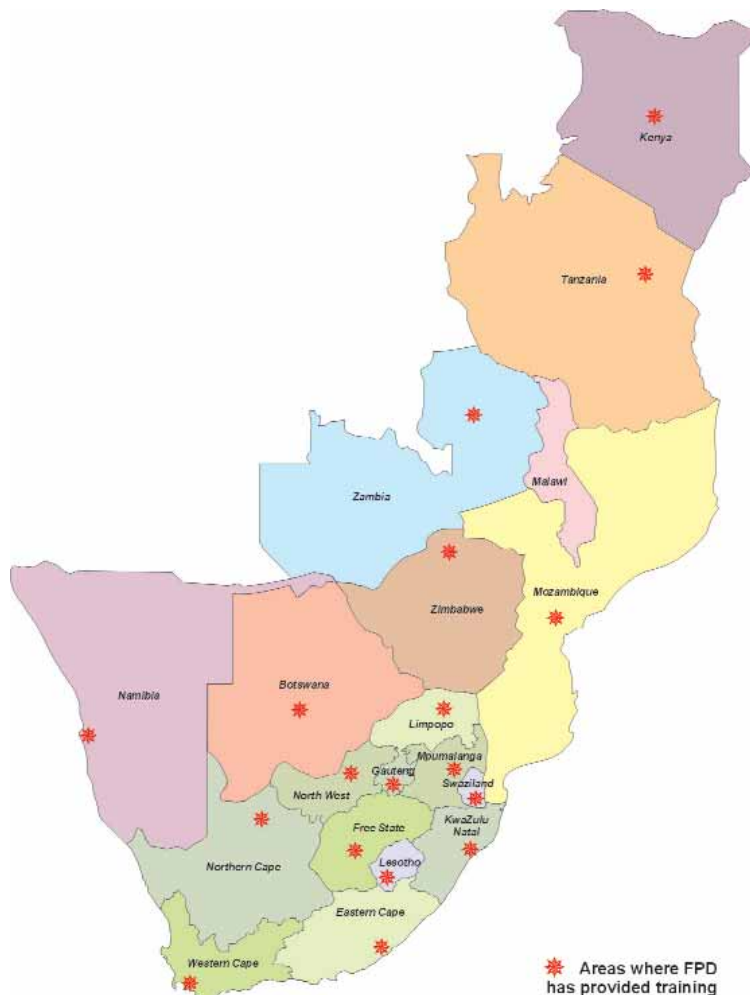 Kenya
Tanzania
Zambia
Malawi
Mozambique
Zimbabwe
Namibia
Botswana
Limpopo
Mpumalanga
Gauteng
North West
Swaziland
KwaZulu
Natal
Free State
Lesotho
Northern Cape
Eastern Cape
Western Cape
Areas where FPD
has provided training